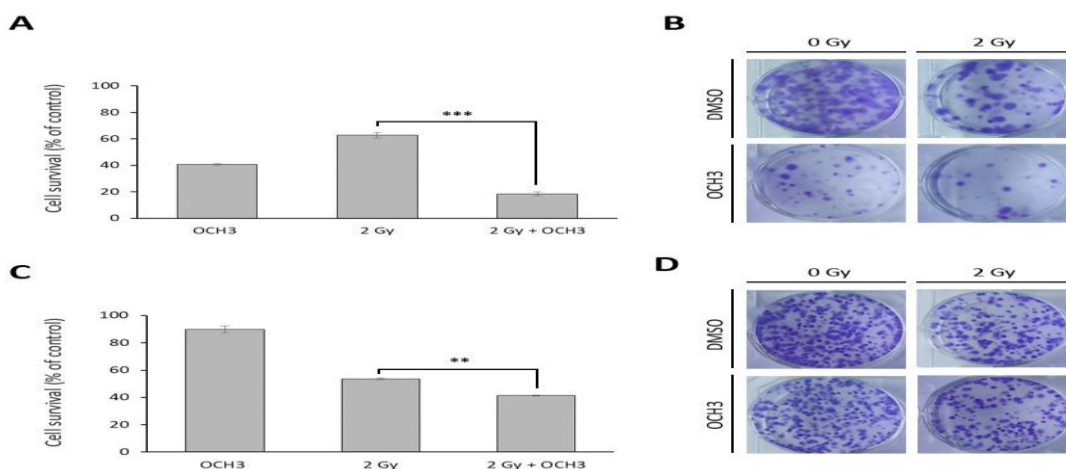 A
Cell survival (% of control)
100
80
60
40
20
0
***
OCH3
2 Gy
2 Gy + OCH3
B
0 Gy
2 Gy
DMSO
OCH3
C
Cell survival (% of control)
100
80
60
40
20
0
**
OCH3
2 Gy
2 Gy + OCH3
D
0 Gy
2 Gy
DMSO
OCH3